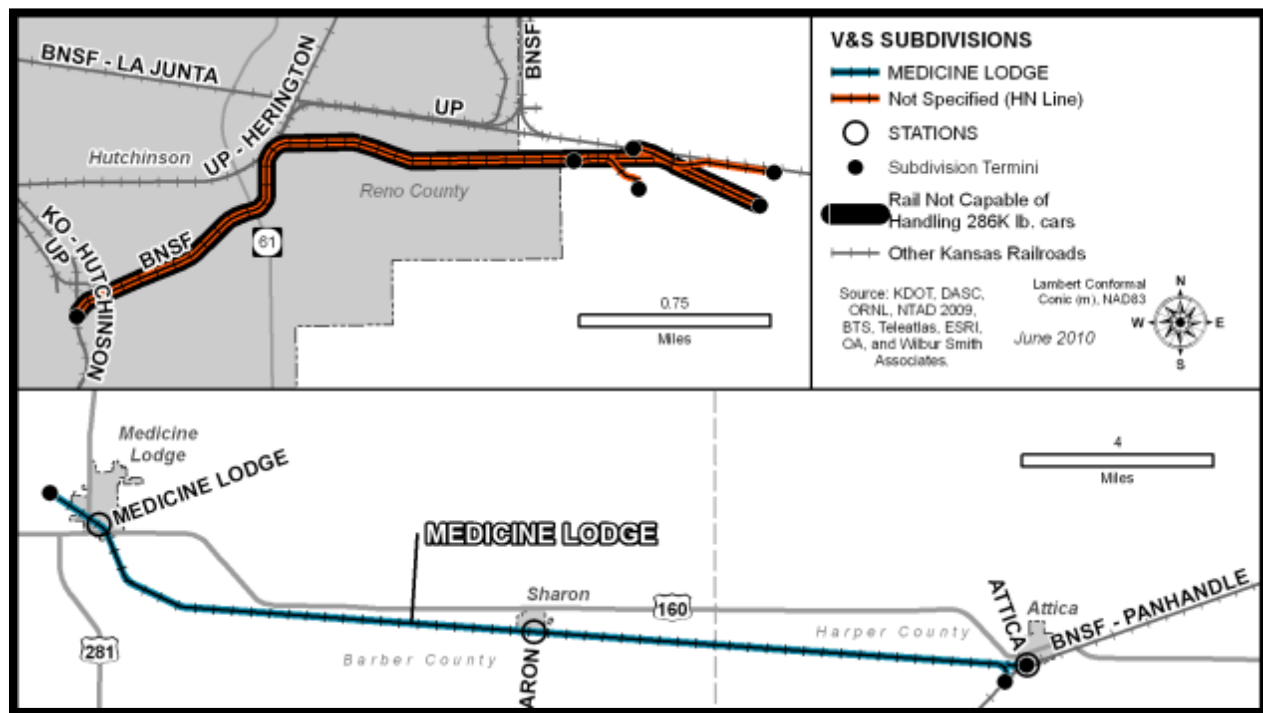 BNSF - LA JUNTA
UP - HERINGTON
BNSF
UP
Hutchinson
Reno County
KO - HUTCHINSON
UP
BNSF
61
0.75
Miles
V&S SUBDIVISIONS
MEDICINE LODGE
Not Specified (HN Line)
STATIONS
Subdivision Termini
Rail Not Capable of
Handling 286K lb. cars
Other Kansas Railroads
Source: KDOT, DASC,
ORNL, NTAD 2009,
BTS, Teleatlas, ESRI,
OA, and Wilbur Smith
Associates.
Lambert Conformal
Conic (m), NAD83
June 2010
N
W
E
S
Medicine
Lodge
MEDICINE LODGE
MEDICINE LODGE
4
Miles
Sharon
160
281
Barber County
ARON
Harper County
ATTICA
Attica
BNSF - PANHANDLE